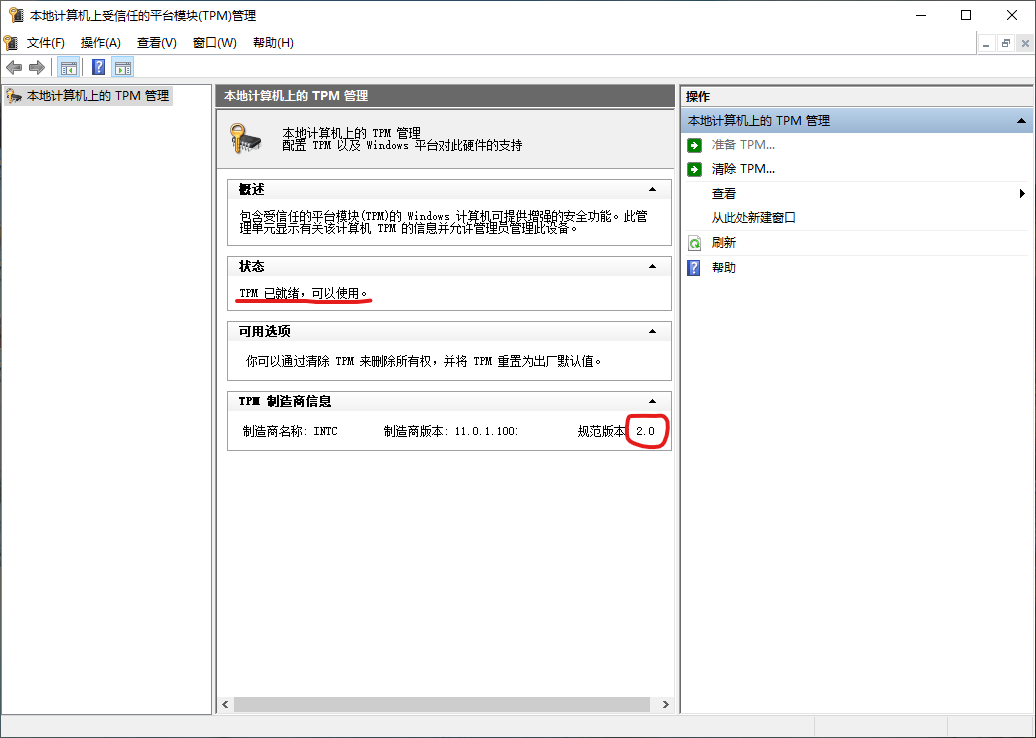 本地计算机上受信任的平台模块(TPM)管理
文件(F) 操作(A) 查看(V) 窗口(W) 帮助(H)
本地计算机上的 TPM 管理
本地计算机上的 TPM 管理
本地计算机上的 TPM 管理
配置 TPM 以及 Windows 平台对此硬件的支持
概述
包含受信任的平台模块(TPM)的 Windows 计算机可提供增强的安全功能。此管
理单元显示有关该计算机 TPM 的信息并允许管理员管理此设备。
状态
TPM 已就绪，可以使用。
可用选项
你可以通过清除 TPM 来删除所有权，并将 TPM 重置为出厂默认值。
TPM 制造商信息
制造商名称: INTC 制造商版本: 11.0.1.100: 规范版本 2.0
操作
本地计算机上的 TPM 管理
准备 TPM...
清除 TPM...
查看
从此处新建窗口
刷新
帮助